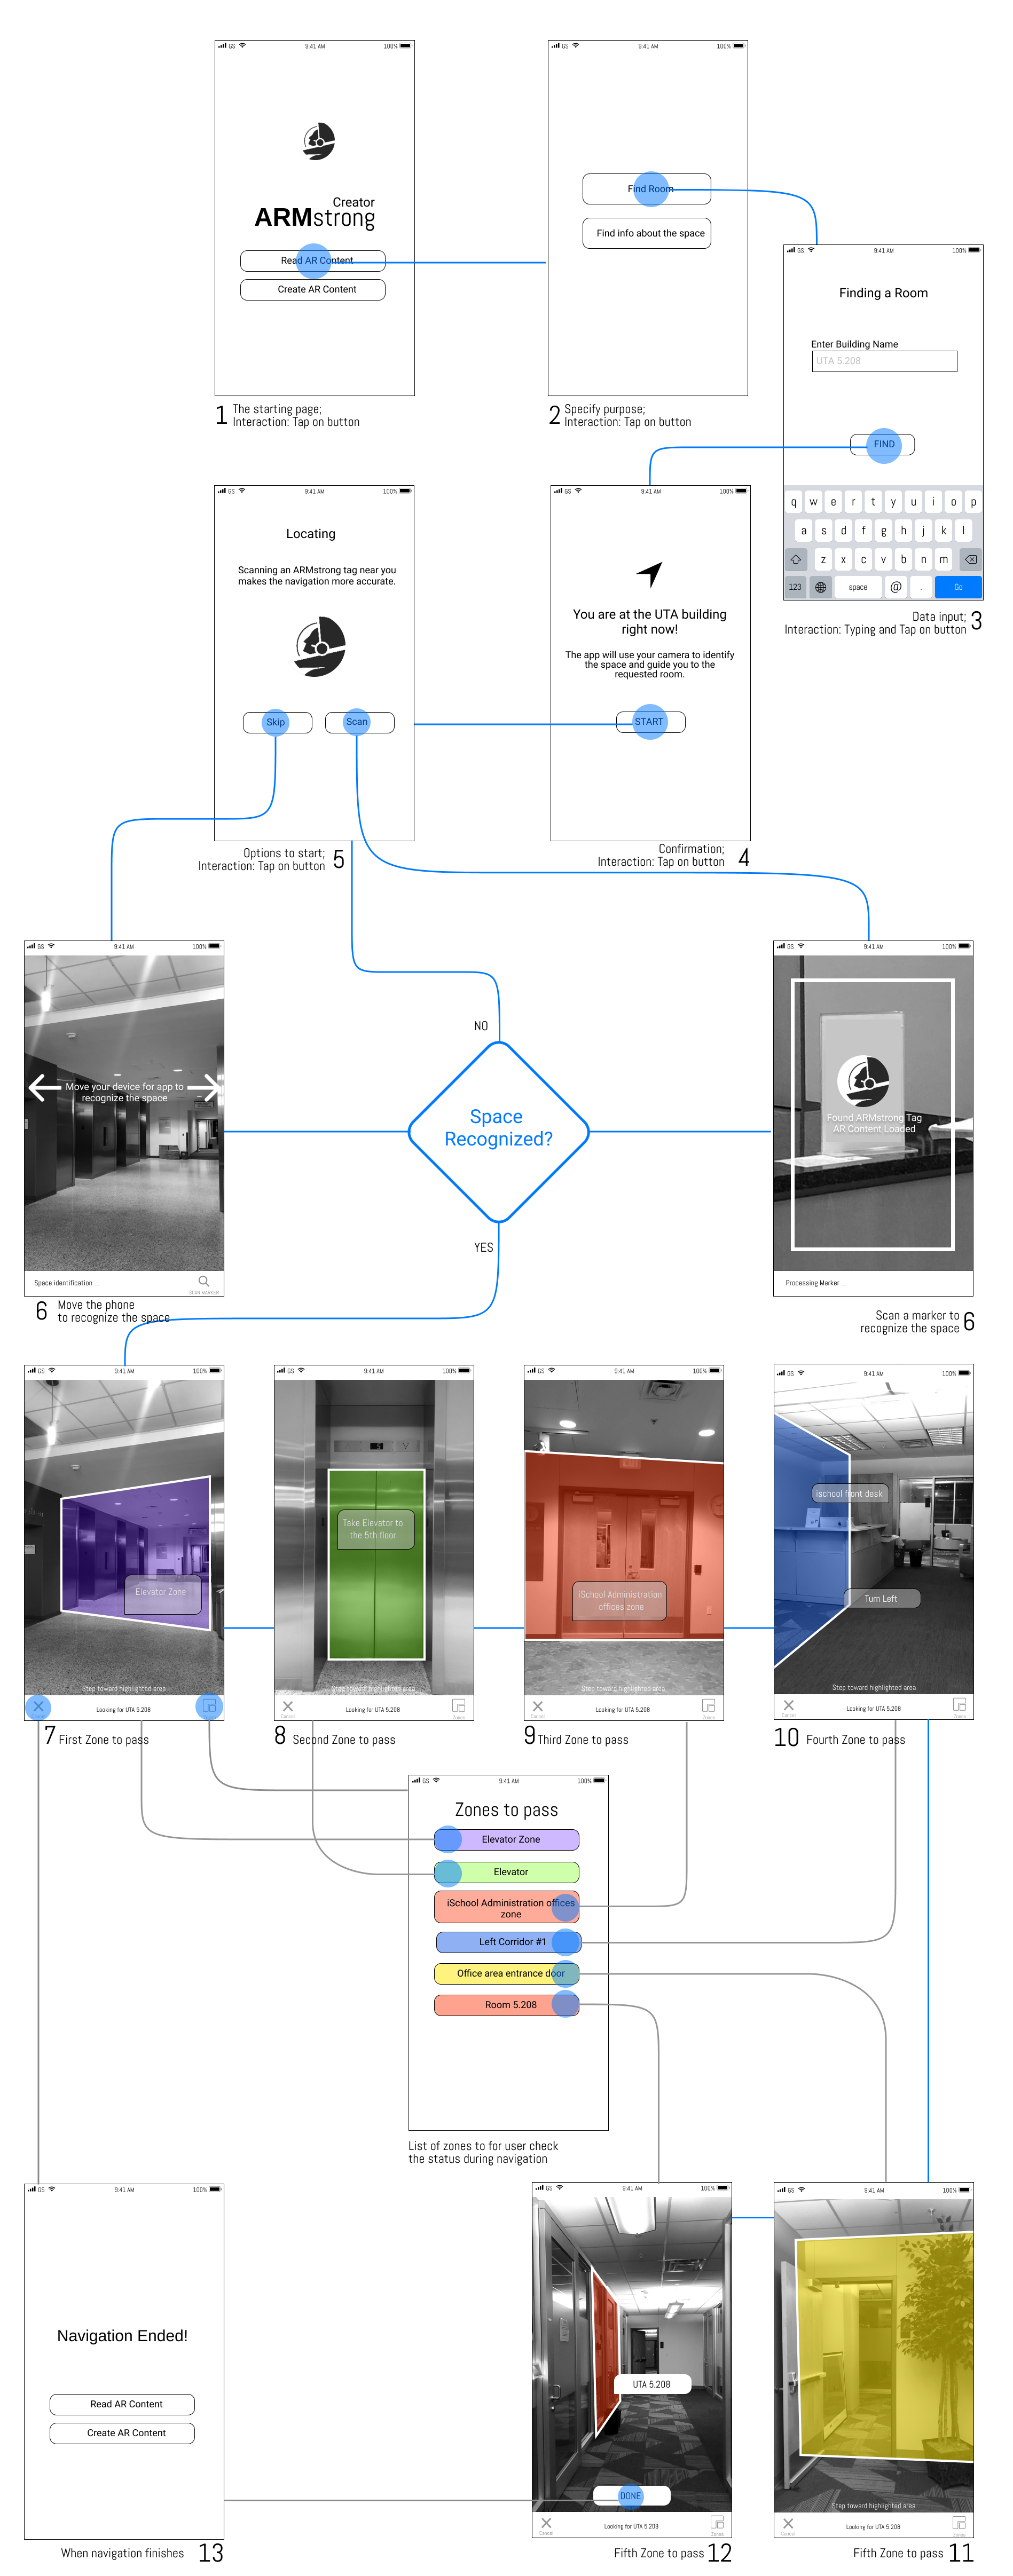 GS 9:41 AM 100%
Creator
ARMstrong
Read AR Content
Create AR Content
1 The starting page;
Interaction: Tap on button
GS 9:41 AM 100%
Find Room
Find info about the space
2 Specify purpose;
Interaction: Tap on button
GS 9:41 AM 100%
Finding a Room
Enter Building Name
UTA 5.208
FIND
q w e r t y u i o p
a s d f g h j k l
z x c v b n m
123 space @ . Go
Data input; 3
Interaction: Typing and Tap on button
GS 9:41 AM 100%
You are at the UTA building
right now!
The app will use your camera to identify
the space and guide you to the
requested room.
START
Confirmation; 4
Interaction: Tap on button
GS 9:41 AM 100%
Locating
Scanning an ARMstrong tag near you
makes the navigation more accurate.
Skip Scan
Options to start; 5
Interaction: Tap on button
GS 9:41 AM 100%
Move your device for app to
recognize the space
Space identification ...
SCAN MARKER
6 Move the phone
to recognize the space
NO
Space
Recognized?
YES
GS 9:41 AM 100%
Found ARMstrong Tag
AR Content Loaded
Processing Marker ...
Scan a marker to 6
recognize the space
GS 9:41 AM 100%
Elevator Zone
Step toward highlighted area
Cancel Looking for UTA 5.208
7 First Zone to pass
GS 9:41 AM 100%
5
Take Elevator to
the 5th floor
Step toward highlighted area
Cancel Looking for UTA 5.208 Zones
8 Second Zone to pass
GS 9:41 AM 100%
iSchool Administration
offices zone
Step toward highlighted area
Cancel Looking for UTA 5.208 Zones
9 Third Zone to pass
GS 9:41 AM 100%
ischool front desk
Turn Left
Step toward highlighted area
Cancel Looking for UTA 5.208 Zones
10 Fourth Zone to pass
GS 9:41 AM 100%
Zones to pass
Elevator Zone
Elevator
iSchool Administration offices
zone
Left Corridor #1
Office area entrance door
Room 5.208
List of zones to for user check
the status during navigation
GS 9:41 AM 100%
Navigation Ended!
Read AR Content
Create AR Content
When navigation finishes 13
GS 9:41 AM 100%
UTA 5.208
DONE
Cancel Looking for UTA 5.208 Zones
Fifth Zone to pass 12
GS 9:41 AM 100%
Step toward highlighted area
Cancel Looking for UTA 5.208 Zones
Fifth Zone to pass 11